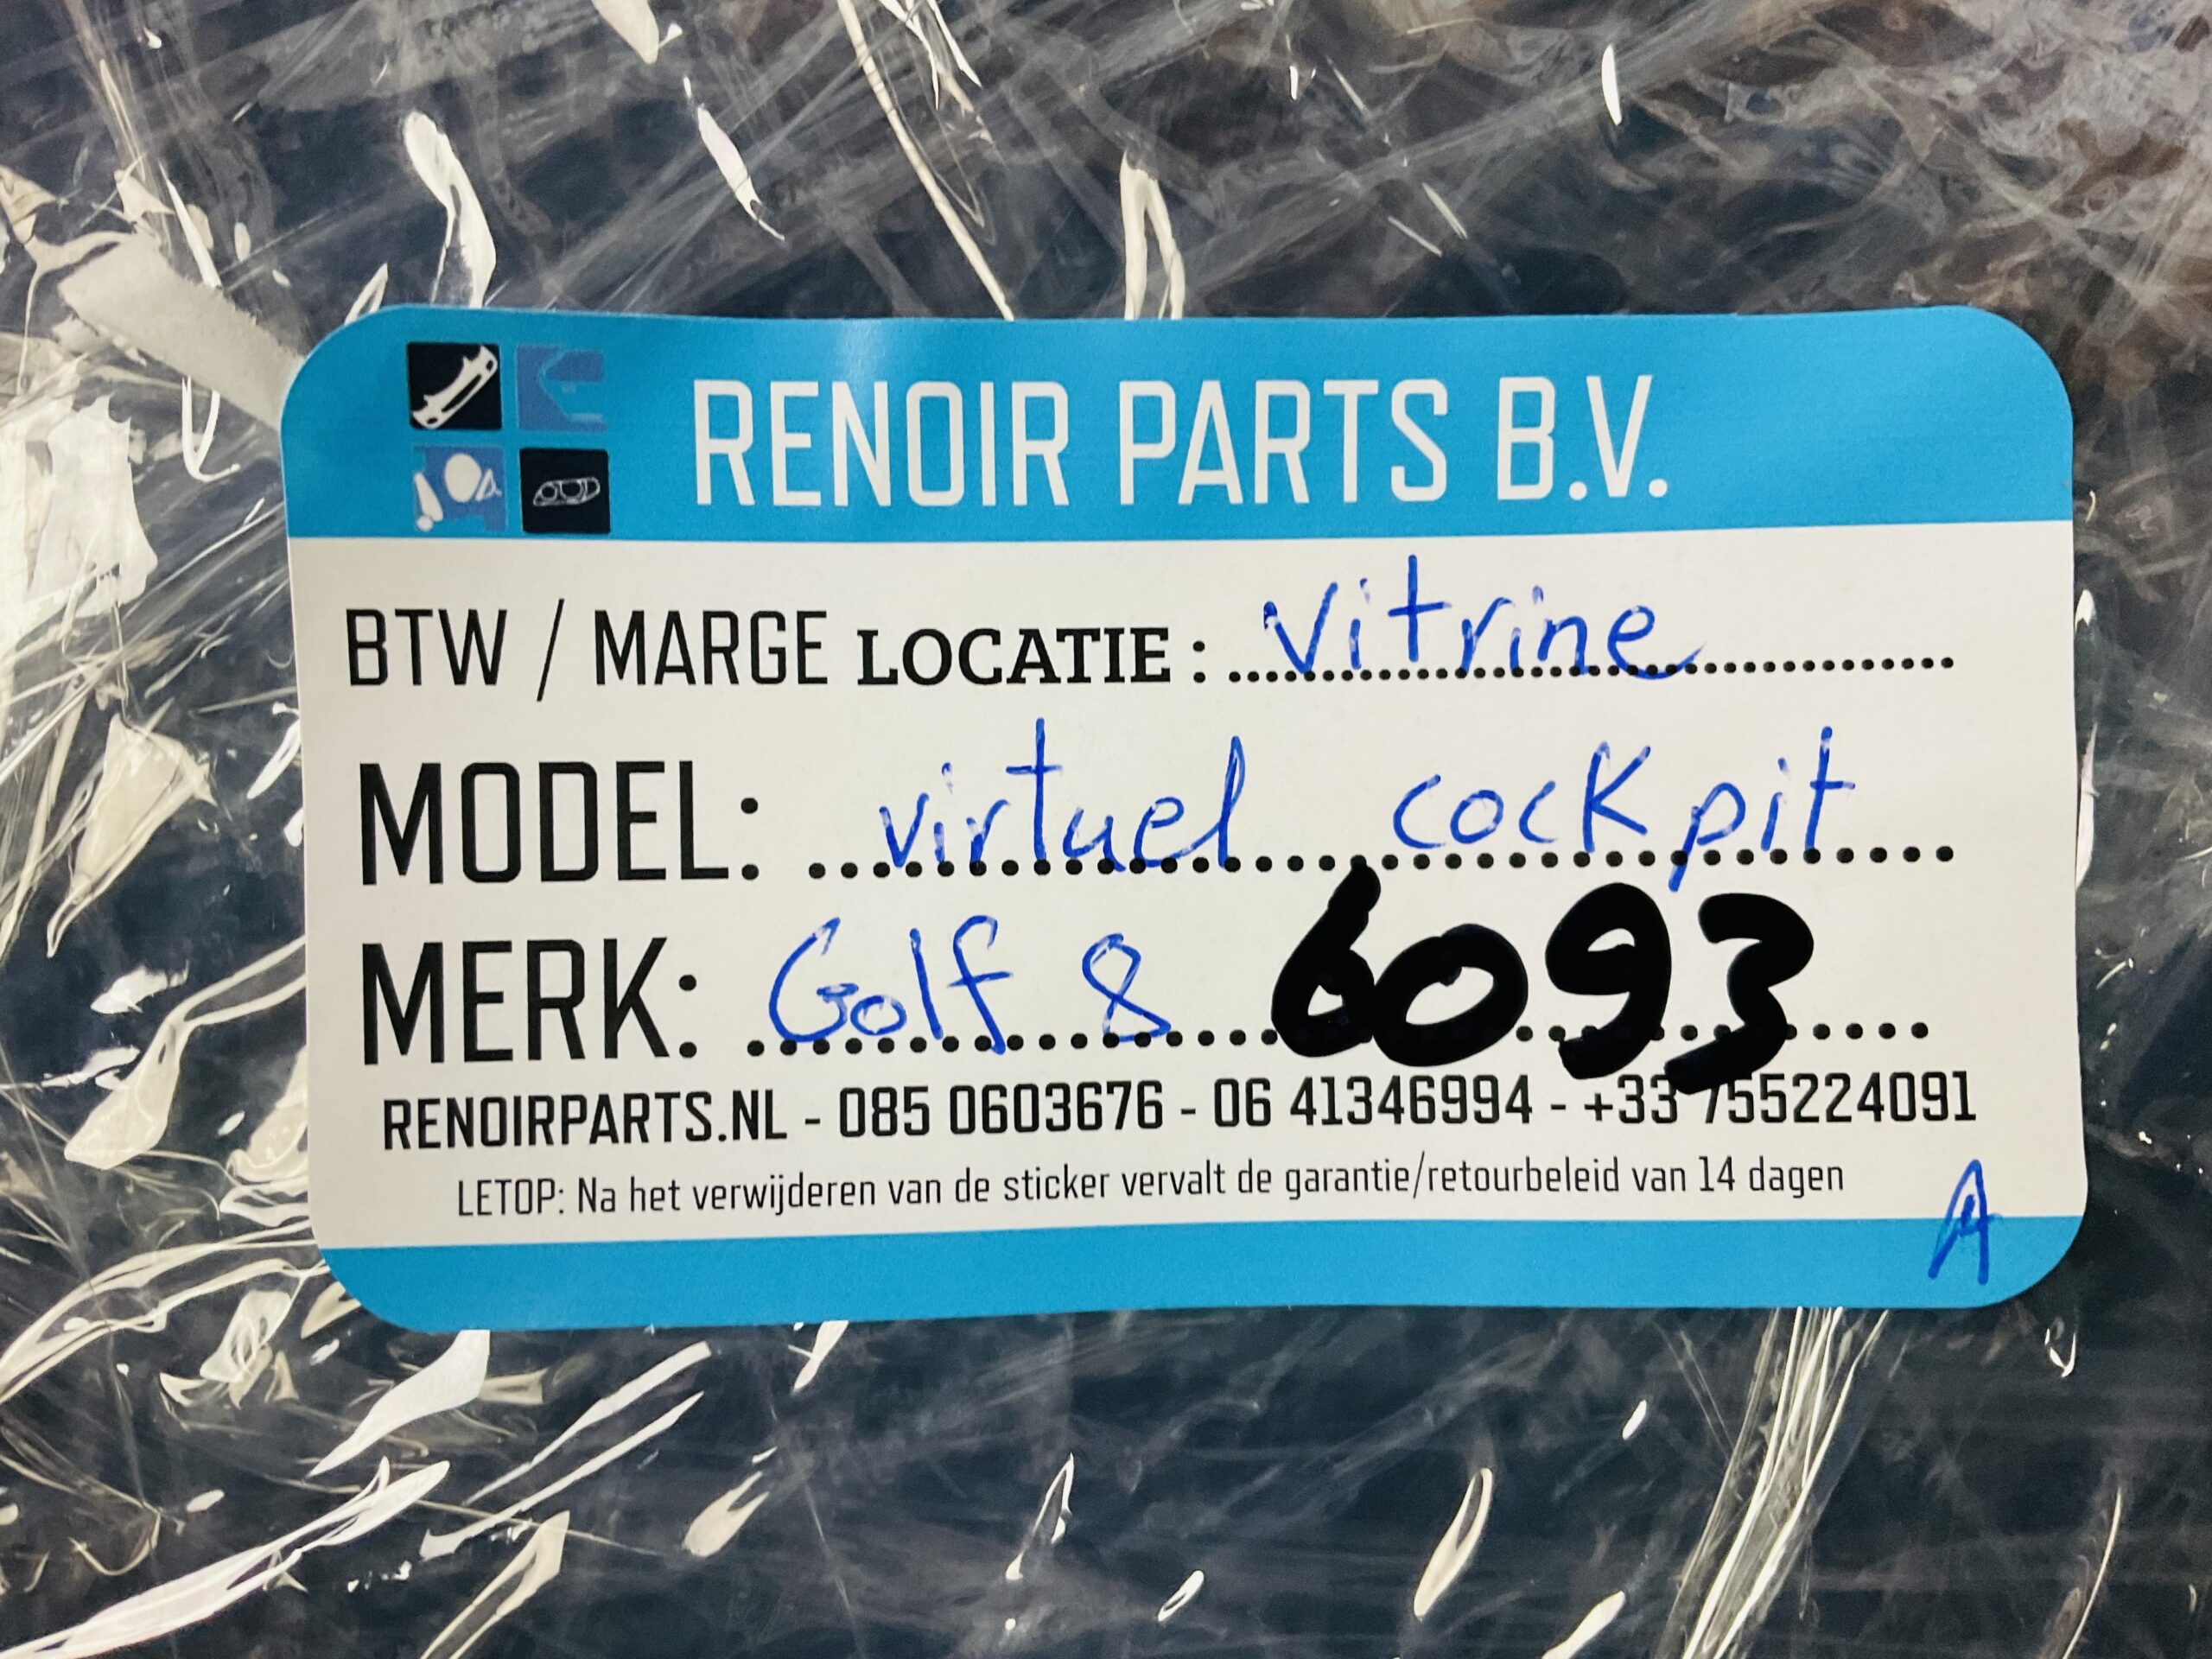 RENOIR PARTS B.V.
BTW / MARGE LOCATIE : Vitrine
MODEL: virtuel cockpit
MERK: Golf 8 6093
RENOIRPARTS.NL - 085 0603676 - 06 41346994 - +33 755224091
LETOP: Na het verwijderen van de sticker vervalt de garantie/retourbeleid van 14 dagen
A